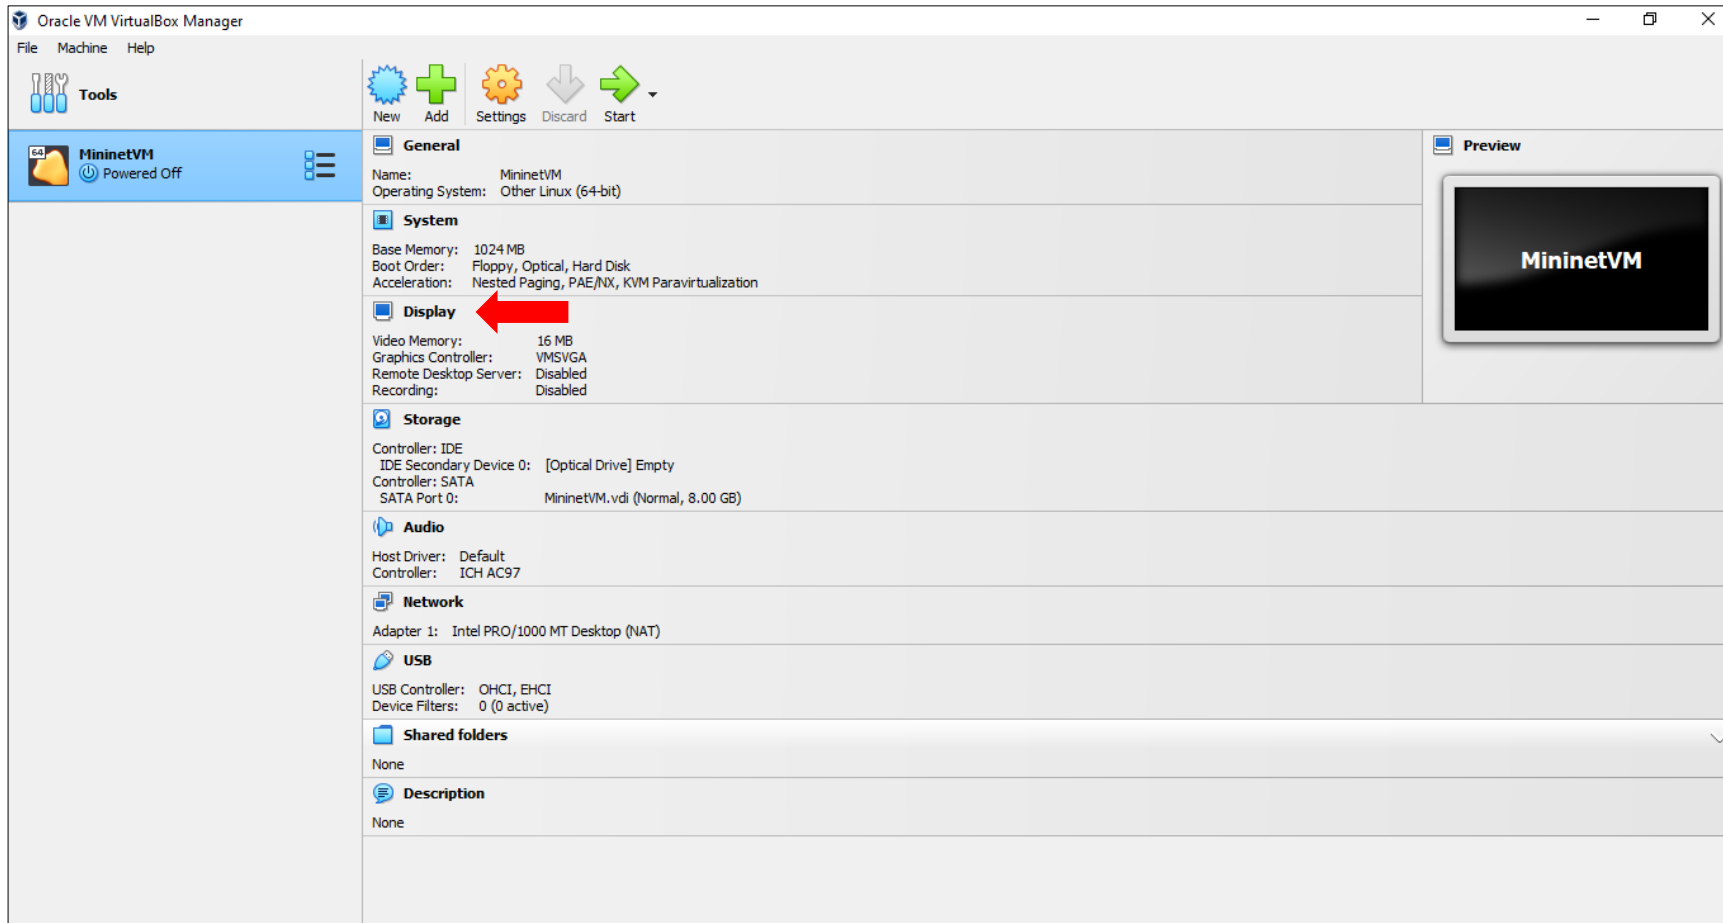 Oracle VM VirtualBox Manager
File Machine Help
Tools
New Add Settings Discard Start
64
MininetVM
Powered Off
General
Name: MininetVM
Operating System: Other Linux (64-bit)
System
Base Memory: 1024 MB
Boot Order: Floppy, Optical, Hard Disk
Acceleration: Nested Paging, PAE/NX, KVM Paravirtualization
Display
Video Memory: 16 MB
Graphics Controller: VMSVGA
Remote Desktop Server: Disabled
Recording: Disabled
Storage
Controller: IDE
IDE Secondary Device 0: [Optical Drive] Empty
Controller: SATA
SATA Port 0: MininetVM.vdi (Normal, 8.00 GB)
Audio
Host Driver: Default
Controller: ICH AC97
Network
Adapter 1: Intel PRO/1000 MT Desktop (NAT)
USB
USB Controller: OHCI, EHCI
Device Filters: 0 (0 active)
Shared folders
None
Description
None
Preview
MininetVM